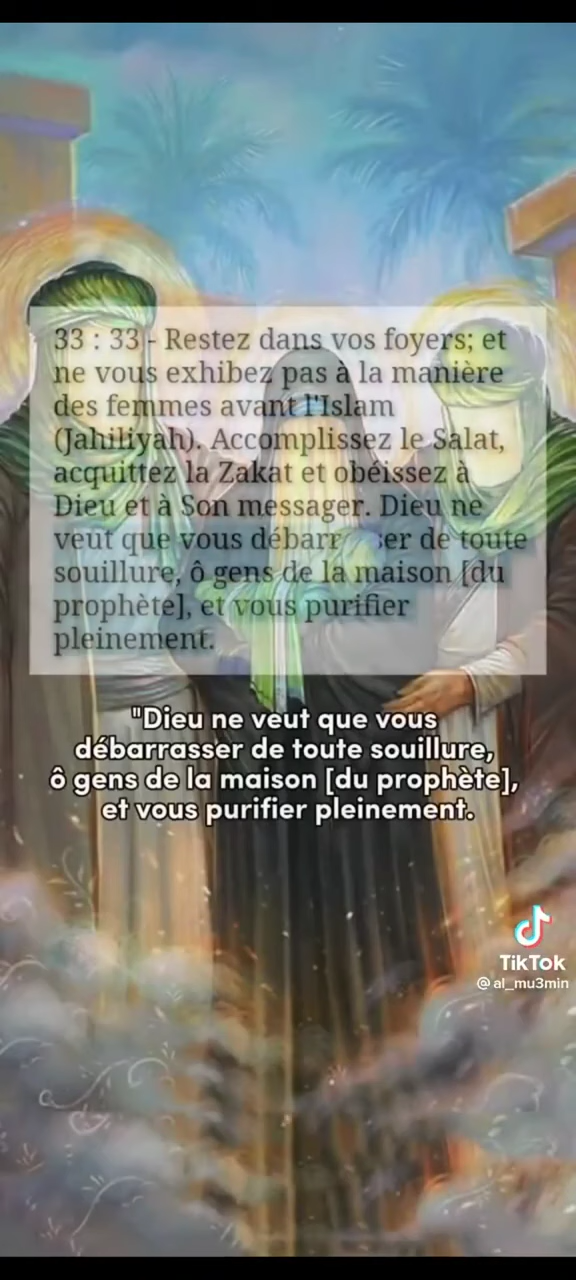 33 : 33 - Restez dans vos foyers; et
ne vous exhibez pas à la manière
des femmes avant l'Islam
(Jahiliyah). Accomplissez le Salat,
acquittez la Zakat et obéissez à
Dieu et à Son messager. Dieu ne
veut que vous débarrasser de toute
souillure, ô gens de la maison [du
prophète], et vous purifier
pleinement.
"Dieu ne veut que vous
débarrasser de toute souillure,
ô gens de la maison [du prophète],
et vous purifier pleinement.
TikTok
@al_mu3min